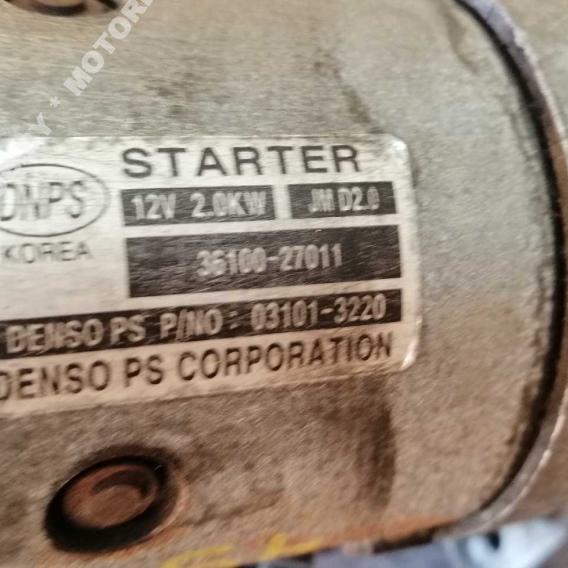 Y * MOTOR
DNPS
KOREA
STARTER
12V 2.0KW JM D2.0
36100-27011
DENSO PS P/NO : 03101-3220
DENSO PS CORPORATION